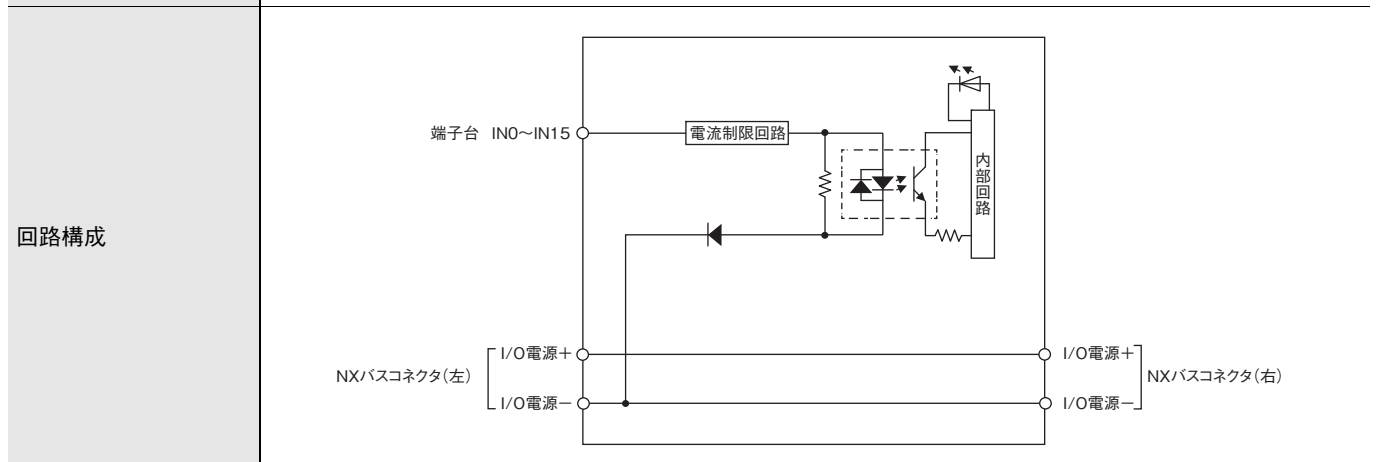 回路構成
端子台 IN0～IN15
電流制限回路
内部回路
I/O電源＋
NXバスコネクタ（左）
I/O電源－
I/O電源＋
NXバスコネクタ（右）
I/O電源－